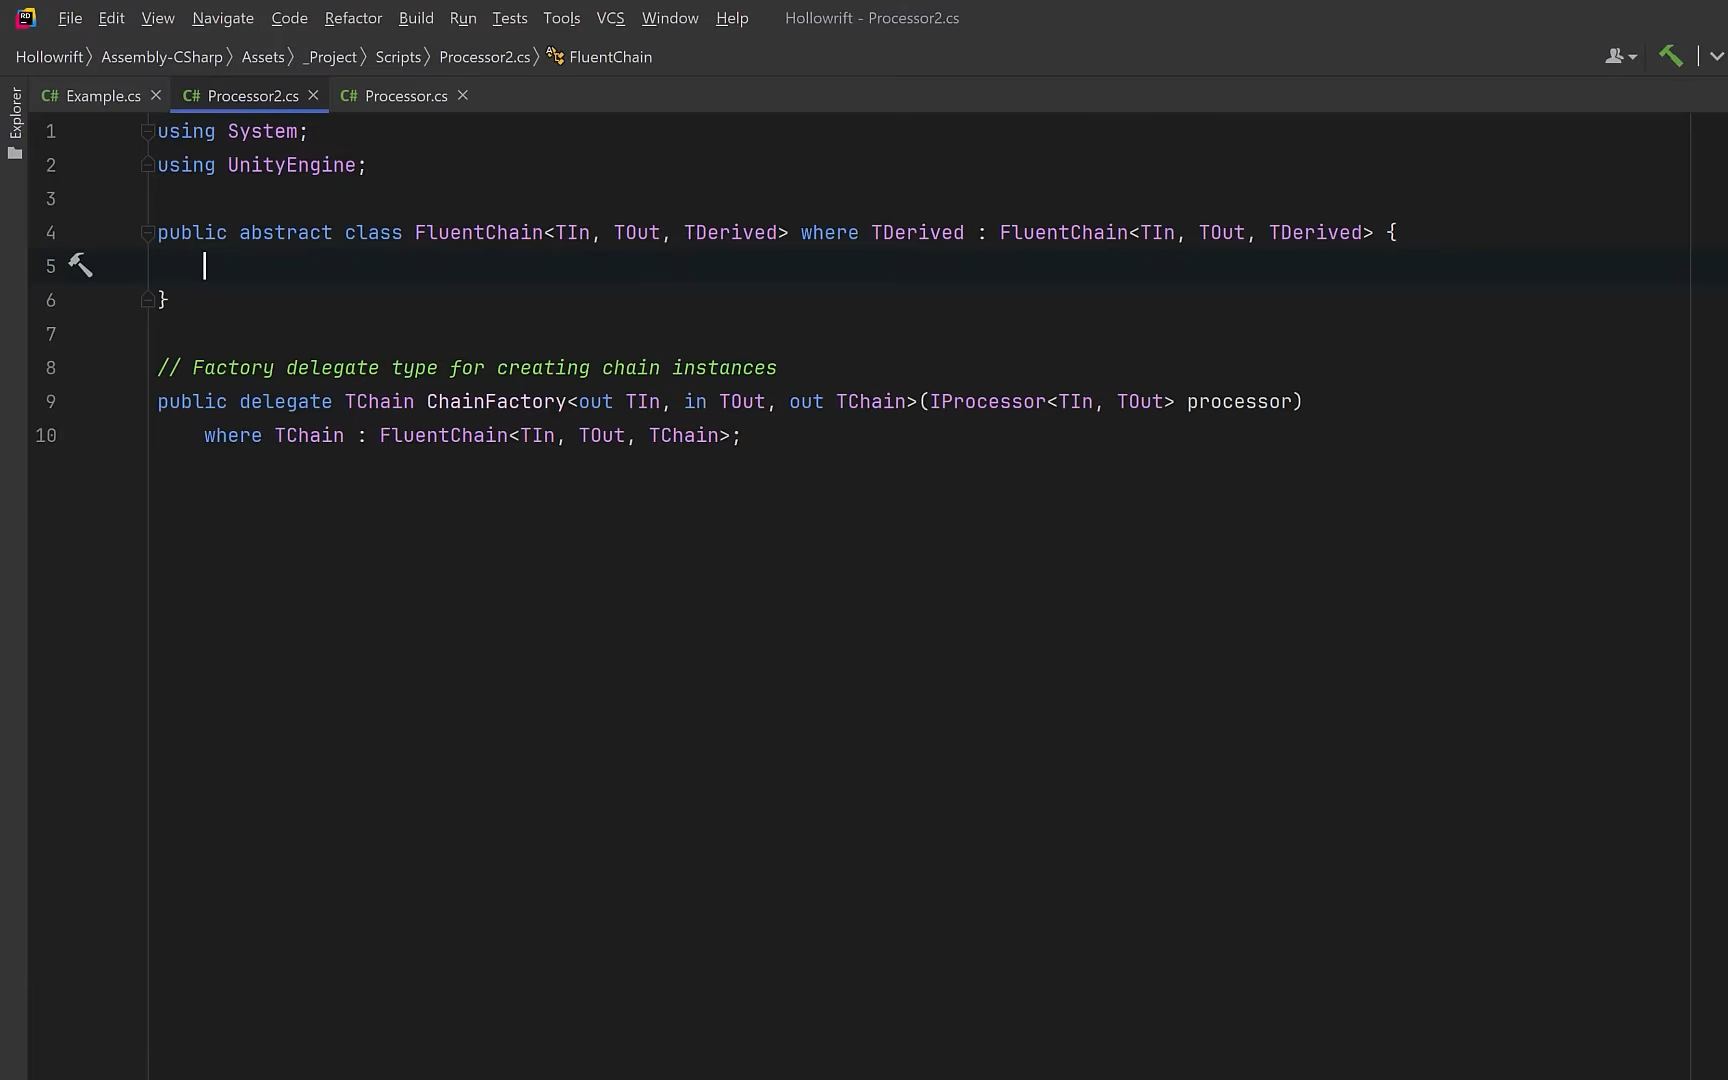 RD File Edit View Navigate Code Refactor Build Run Tests Tools VCS Window Help Hollowrift - Processor2.cs
Hollowrift Assembly-CSharp Assets _Project Scripts Processor2.cs FluentChain
Explorer
C# Example.cs C# Processor2.cs C# Processor.cs
1 using System;
2 using UnityEngine;
3
4 public abstract class FluentChain<TIn, TOut, TDerived> where TDerived : FluentChain<TIn, TOut, TDerived> {
5
6 }
7
8 // Factory delegate type for creating chain instances
9 public delegate TChain ChainFactory<out TIn, in TOut, out TChain>(IProcessor<TIn, TOut> processor)
10 where TChain : FluentChain<TIn, TOut, TChain>;